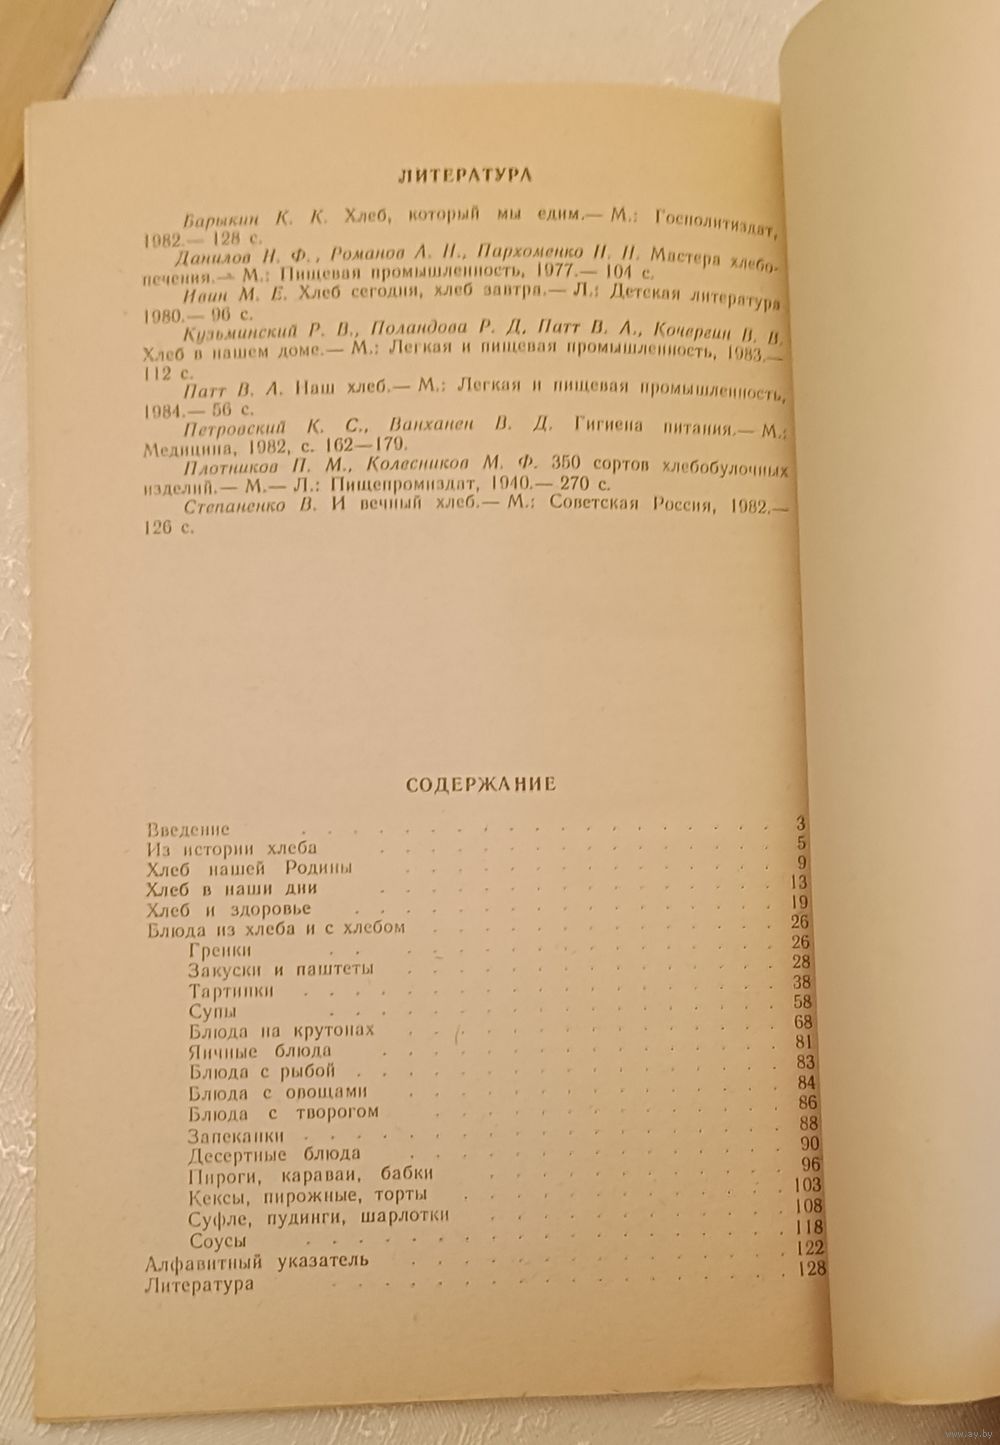 ЛИТЕРАТУРА
Барыкин К. К. Хлеб, который мы едим.— М.: Госполитиздат,
1982.— 128 с.
Данилов Н. Ф., Романов А. Н., Пархоменко Н. Н. Мастера хлебо-
печения.— М.: Пищевая промышленность, 1977.— 104 с.
Ивин М. Е. Хлеб сегодня, хлеб завтра.— Л.: Детская литература
1980.— 96 с.
Кузьминский Р. В., Поландова Р. Д, Патт В. А., Кочергин В. В.
Хлеб в нашем доме.— М.: Легкая и пищевая промышленность, 1983.—
112 с.
Патт В. А. Наш хлеб.— М.: Легкая и пищевая промышленность,
1984.— 56 с.
Петровский К. С., Ванханен В. Д. Гигиена питания.— М.:
Медицина, 1982, с. 162—179.
Плотников П. М., Колесников М. Ф. 350 сортов хлебобулочных
изделий.— М.— Л.: Пищепромиздат, 1940.— 270 с.
Степаненко В. И вечный хлеб.— М.: Советская Россия, 1982.—
126 с.
СОДЕРЖАНИЕ
Введение . . . . . . . . . . . . . . . . . . 3
Из истории хлеба . . . . . . . . . . . . . . . 5
Хлеб нашей Родины . . . . . . . . . . . . . . 9
Хлеб в наши дни . . . . . . . . . . . . . . . 13
Хлеб и здоровье . . . . . . . . . . . . . . . 19
Блюда из хлеба и с хлебом . . . . . . . . . . . . . 26
Гренки . . . . . . . . . . . . . . . . 26
Закуски и паштеты . . . . . . . . . . . . . . 28
Тартинки . . . . . . . . . . . . . . . . . 38
Супы . . . . . . . . . . . . . . . . . 58
Блюда на крутонах . . . . . . . . . . . . . . 68
Яичные блюда . . . . . . . . . . . . . . . 81
Блюда с рыбой . . . . . . . . . . . . . . . 83
Блюда с овощами . . . . . . . . . . . . . . 84
Блюда с творогом . . . . . . . . . . . . . 86
Запеканки . . . . . . . . . . . . . . . . . 88
Десертные блюда . . . . . . . . . . . . . . 90
Пироги, караваи, бабки . . . . . . . . . . . 96
Кексы, пирожные, торты . . . . . . . . . . . . 103
Суфле, пудинги, шарлотки . . . . . . . . . . . 108
Соусы . . . . . . . . . . . . . . . . . 118
Алфавитный указатель . . . . . . . . . . . . . . 122
Литература . . . . . . . . . . . . . . . . 128
www.ay.by